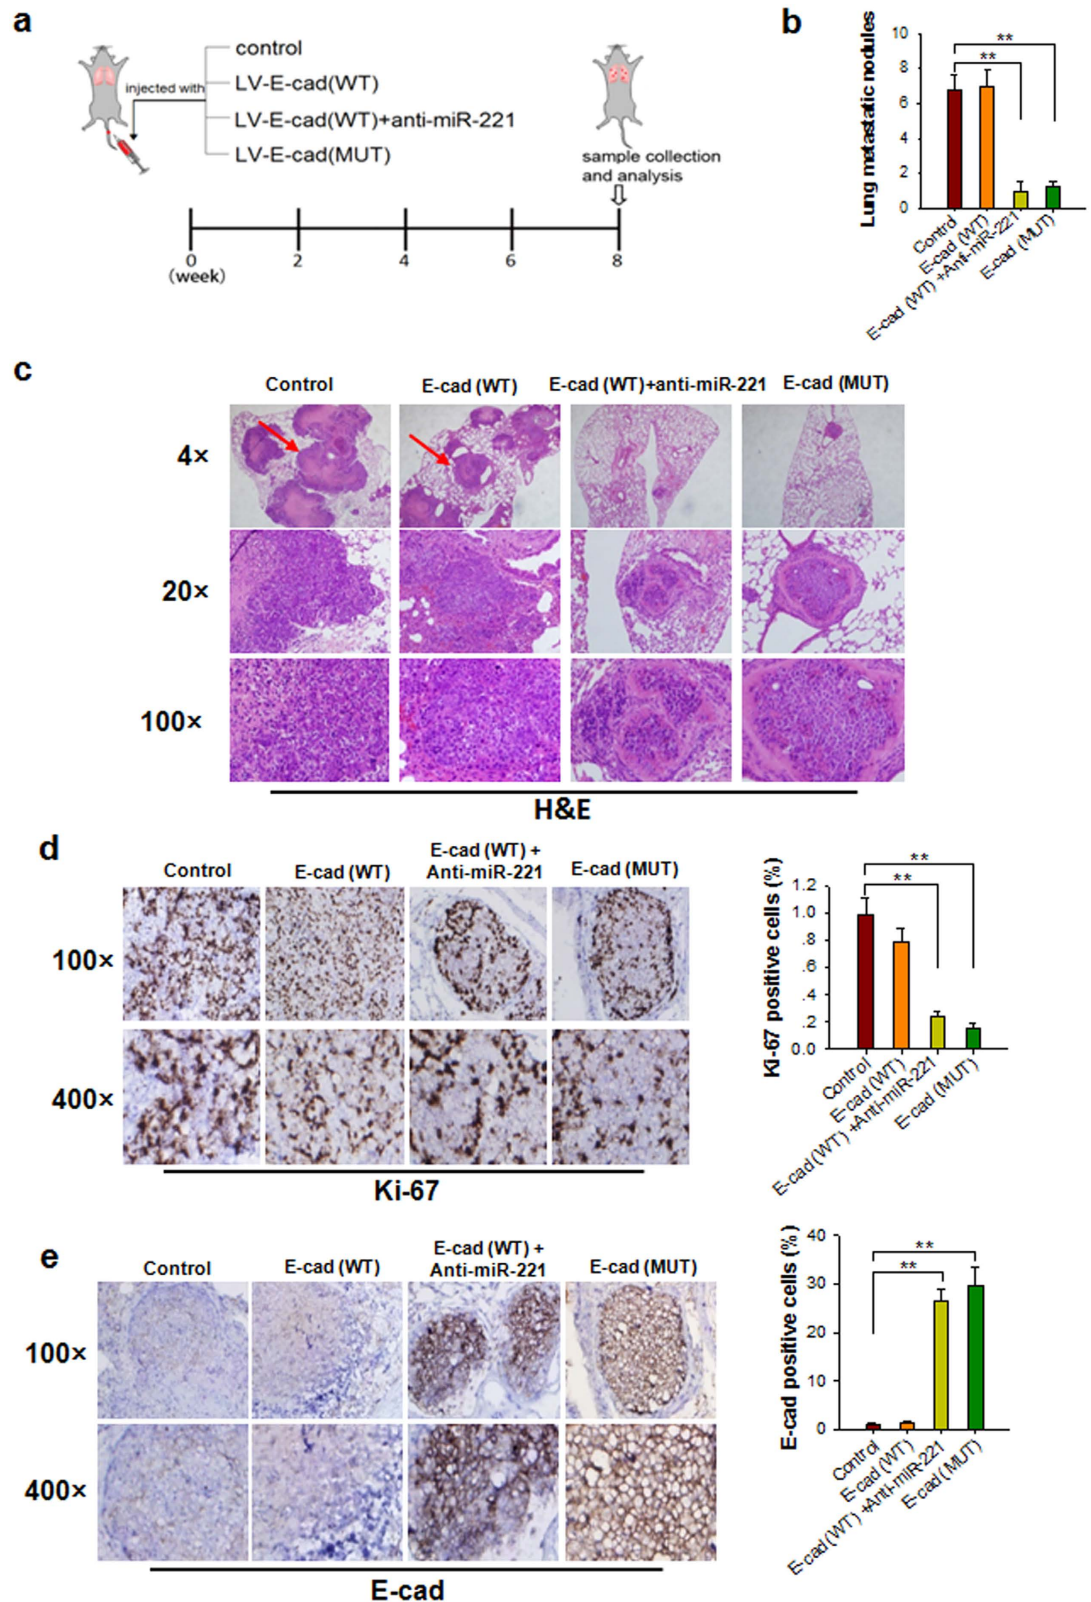 a
control
injected with
LV-E-cad(WT)
LV-E-cad(WT)+anti-miR-221
LV-E-cad(MUT)
sample collection
and analysis
0 2 4 6 8
(week)
b
Lung metastatic nodules
10
8
6
4
2
0
**
**
Control
E-cad (WT)
E-cad (WT) +Anti-miR-221
E-cad (MUT)
c
Control E-cad (WT) E-cad (WT)+anti-miR-221 E-cad (MUT)
4×
20×
100×
H&E
d
Control E-cad (WT) E-cad (WT) + E-cad (MUT)
Anti-miR-221
100×
400×
Ki-67
Ki-67 positive cells (%)
1.2
1.0
.8
.6
.4
.2
0.0
**
**
Control
E-cad (WT)
E-cad (WT) +Anti-miR-221
E-cad (MUT)
e
Control E-cad (WT) E-cad (WT) + E-cad (MUT)
Anti-miR-221
100×
400×
E-cad
E-cad positive cells (%)
40
30
20
10
0
**
**
Control
E-cad (WT)
E-cad (WT) +Anti-miR-221
E-cad (MUT)